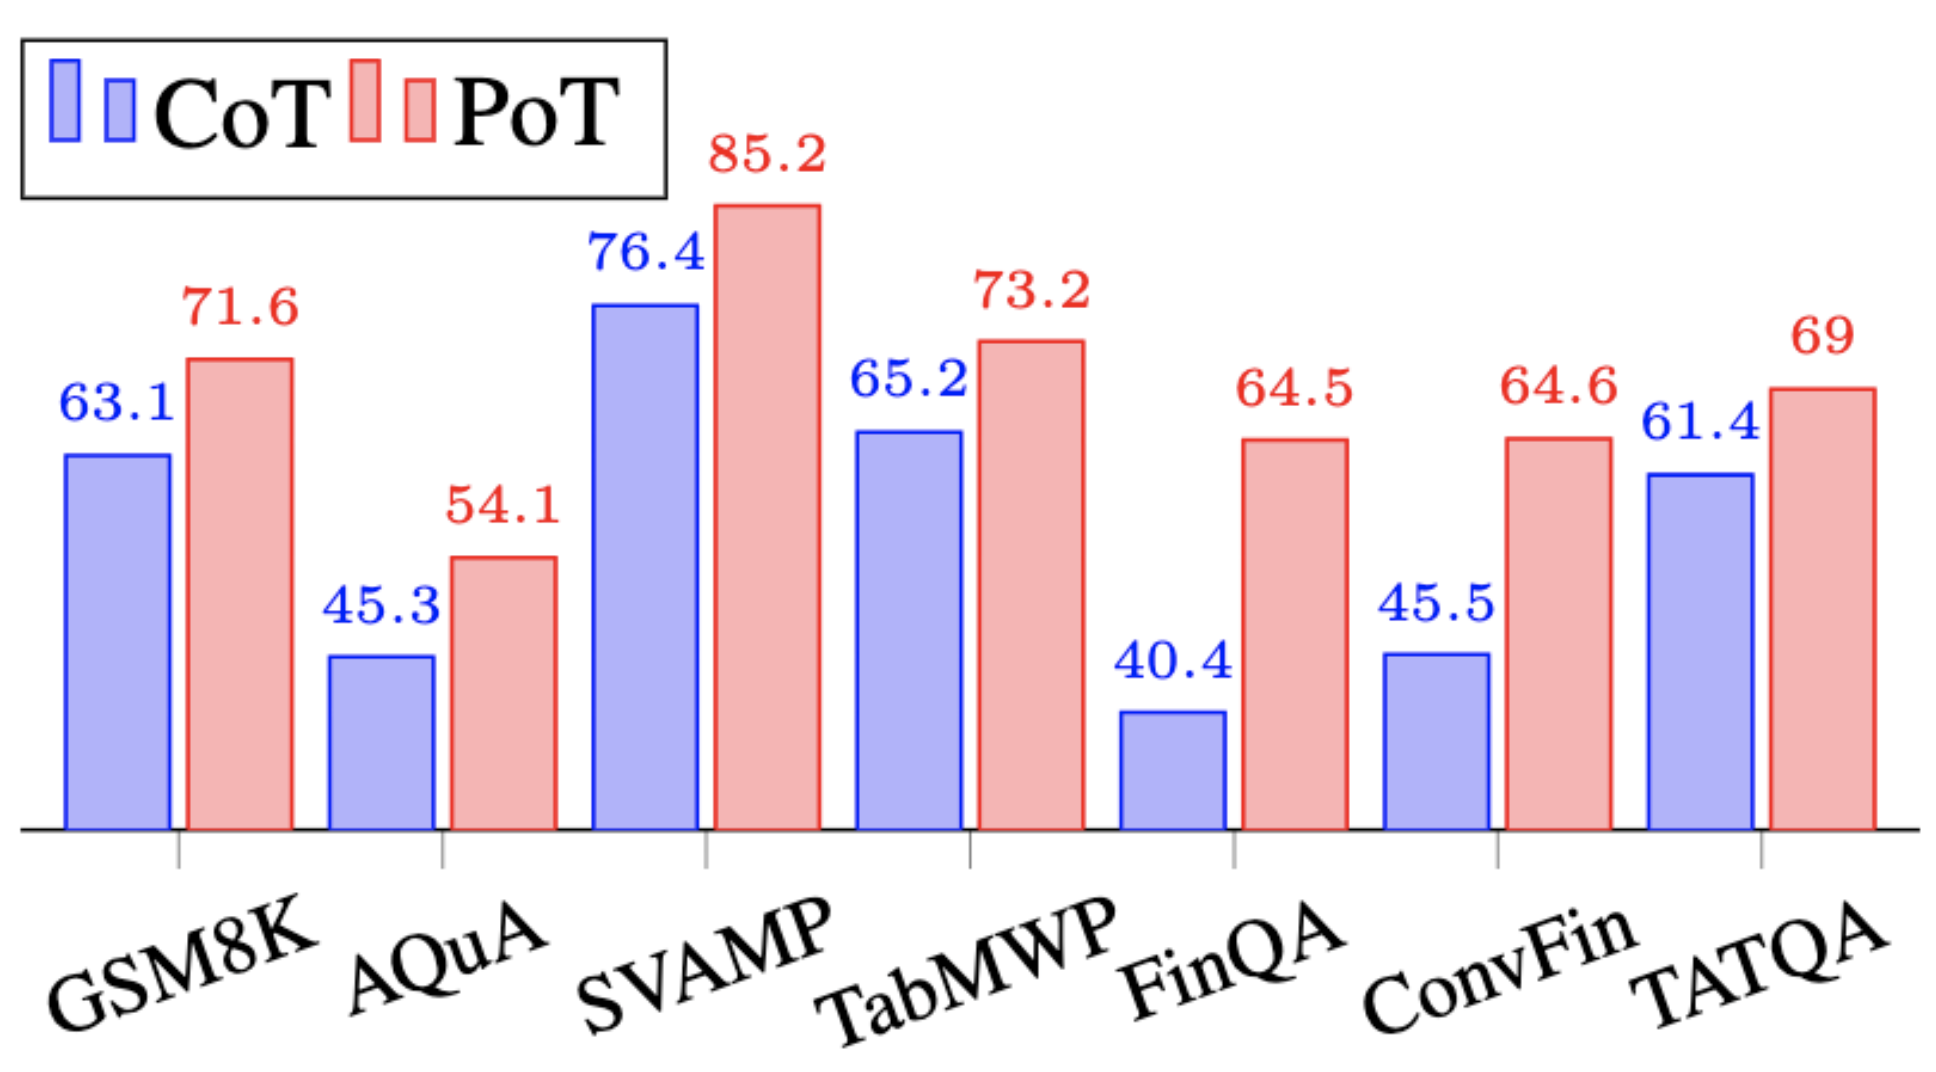 CoT PoT
63.1 71.6 45.3 54.1 76.4 85.2 65.2 73.2 40.4 64.5 45.5 64.6 61.4 69
GSM8K AQuA SVAMP TabMWP FinQA ConvFin TATQA